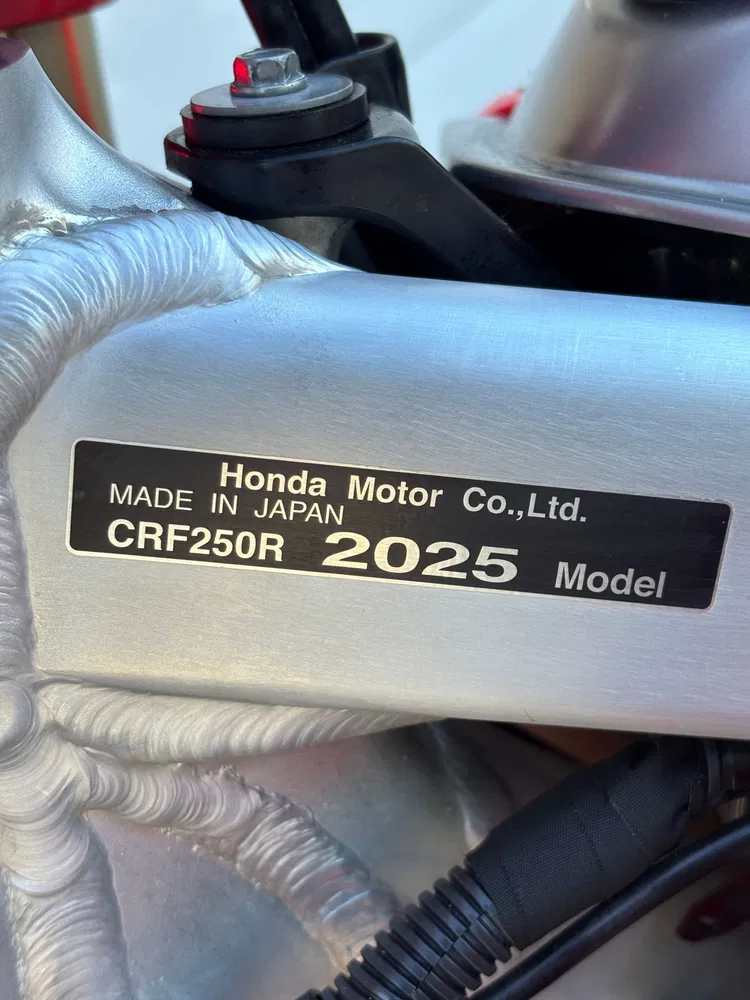 Honda Motor Co.,Ltd.
MADE IN JAPAN
CRF250R 2025 Model